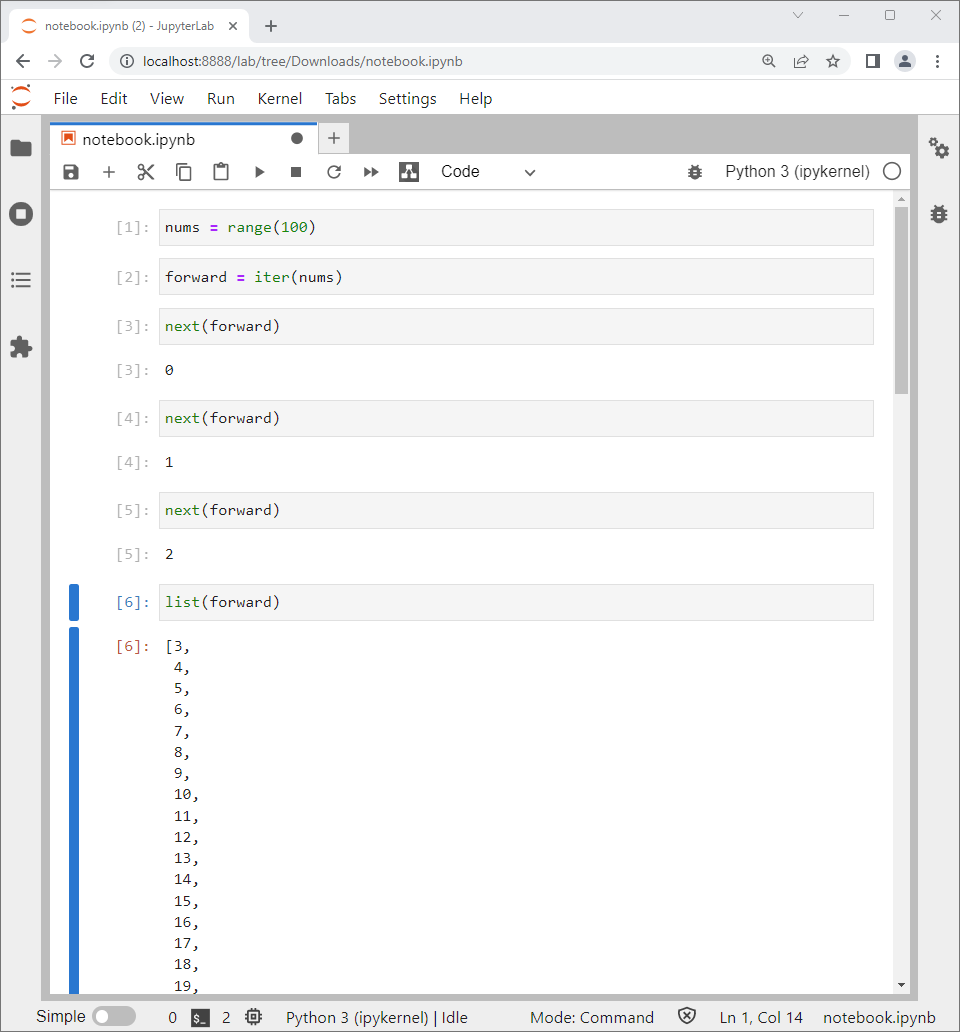 notebook.ipynb (2) - JupyterLab
localhost:8888/lab/tree/Downloads/notebook.ipynb
File Edit View Run Kernel Tabs Settings Help
notebook.ipynb
Code Python 3 (ipykernel)
[1]: nums = range(100)
[2]: forward = iter(nums)
[3]: next(forward)
[3]: 0
[4]: next(forward)
[4]: 1
[5]: next(forward)
[5]: 2
[6]: list(forward)
[6]: [3,
4,
5,
6,
7,
8,
9,
10,
11,
12,
13,
14,
15,
16,
17,
18,
19,
Simple 0 $_ 2 Python 3 (ipykernel) | Idle Mode: Command Ln 1, Col 14 notebook.ipynb